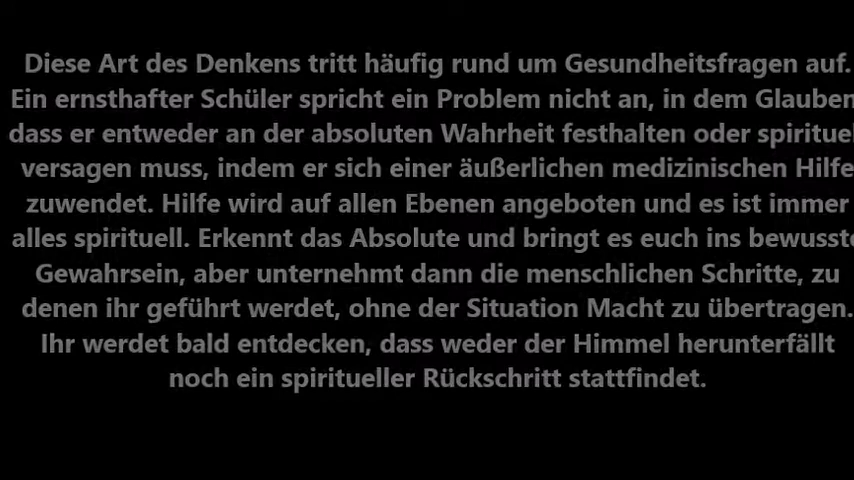 Diese Art des Denkens tritt häufig rund um Gesundheitsfragen auf.
Ein ernsthafter Schüler spricht ein Problem nicht an, in dem Glauben
dass er entweder an der absoluten Wahrheit festhalten oder spirituel
versagen muss, indem er sich einer äußerlichen medizinischen Hilfe
zuwendet. Hilfe wird auf allen Ebenen angeboten und es ist immer
alles spirituell. Erkennt das Absolute und bringt es euch ins bewusste
Gewahrsein, aber unternehmt dann die menschlichen Schritte, zu
denen ihr geführt werdet, ohne der Situation Macht zu übertragen.
Ihr werdet bald entdecken, dass weder der Himmel herunterfällt
noch ein spiritueller Rückschritt stattfindet.